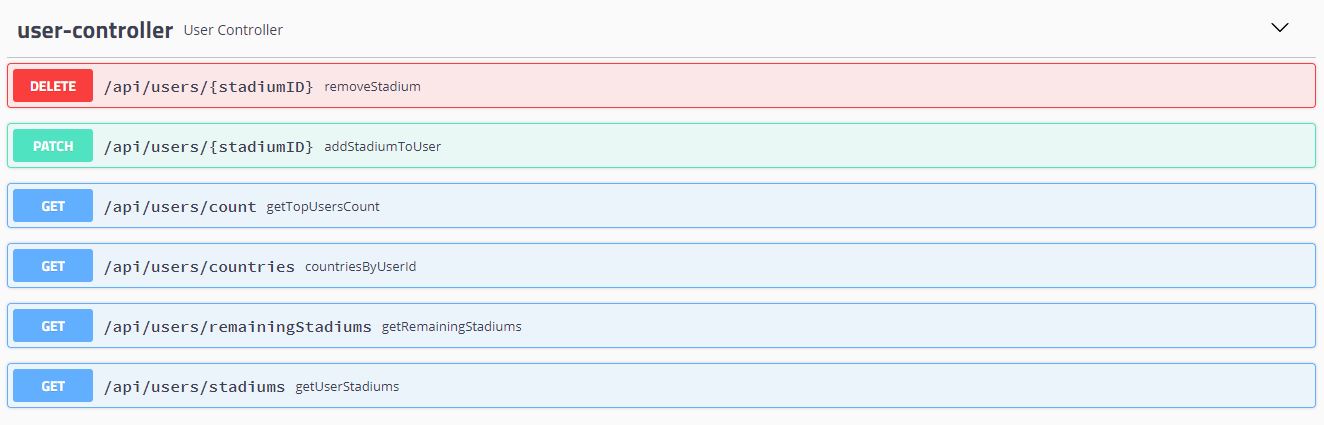 user-controller User Controller
DELETE /api/users/{stadiumID} removeStadium
PATCH /api/users/{stadiumID} addStadiumToUser
GET /api/users/count getTopUsersCount
GET /api/users/countries countriesByUserId
GET /api/users/remainingStadiums getRemainingStadiums
GET /api/users/stadiums getUserStadiums